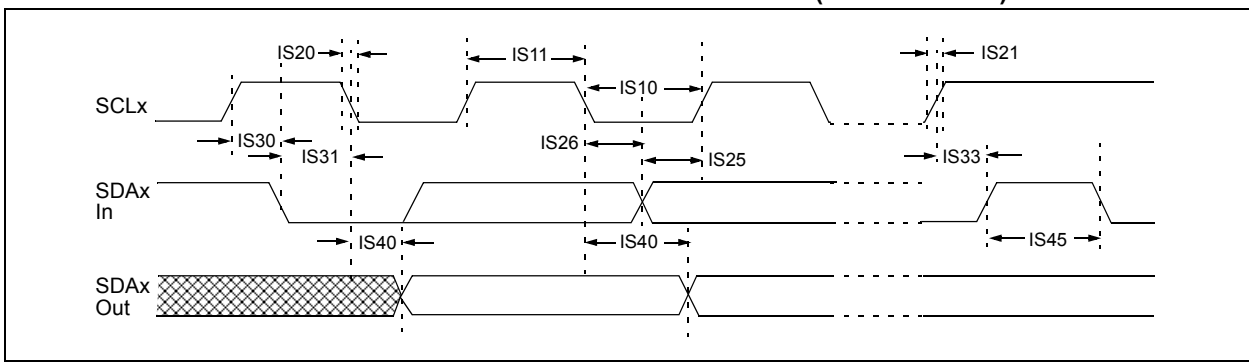 IS20
IS11
IS21
IS10
SCLx
IS30
IS31
IS26
IS25
IS33
SDAx
In
IS40
IS40
IS45
SDAx
Out